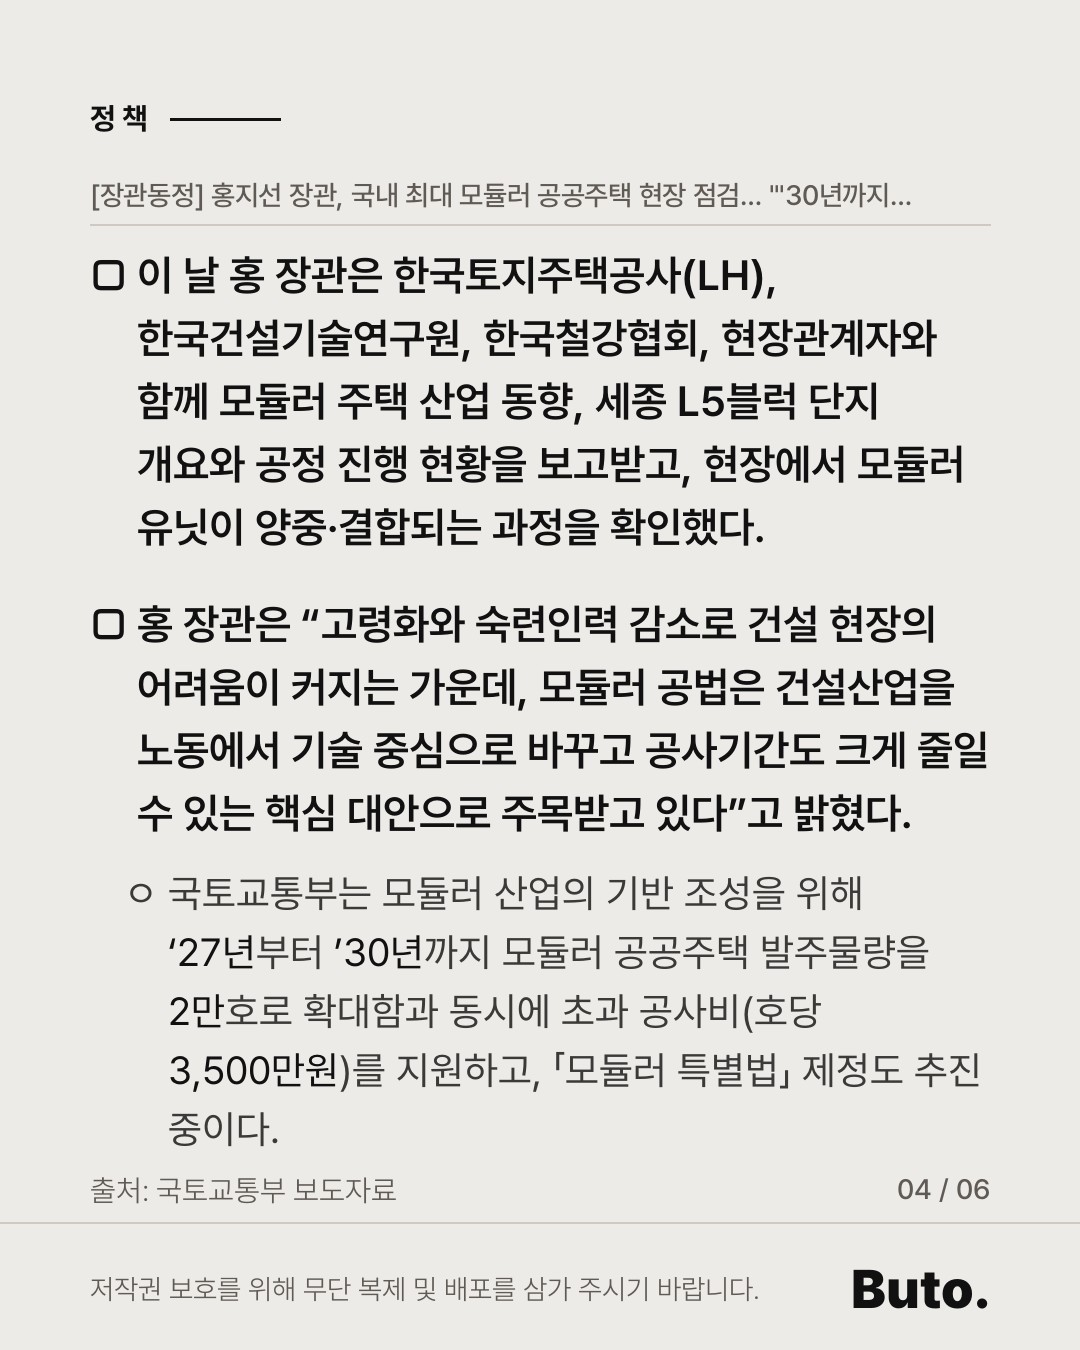 정책
[장관동정] 홍지선 장관, 국내 최대 모듈러 공공주택 현장 점검... "'30년까지...
□ 이 날 홍 장관은 한국토지주택공사(LH),
한국건설기술연구원, 한국철강협회, 현장관계자와
함께 모듈러 주택 산업 동향, 세종 L5블럭 단지
개요와 공정 진행 현황을 보고받고, 현장에서 모듈러
유닛이 양중·결합되는 과정을 확인했다.
□ 홍 장관은 “고령화와 숙련인력 감소로 건설 현장의
어려움이 커지는 가운데, 모듈러 공법은 건설산업을
노동에서 기술 중심으로 바꾸고 공사기간도 크게 줄일
수 있는 핵심 대안으로 주목받고 있다”고 밝혔다.
ㅇ 국토교통부는 모듈러 산업의 기반 조성을 위해
‘27년부터 ’30년까지 모듈러 공공주택 발주물량을
2만호로 확대함과 동시에 초과 공사비(호당
3,500만원)를 지원하고, ｢모듈러 특별법｣ 제정도 추진
중이다.
출처: 국토교통부 보도자료
04 / 06
저작권 보호를 위해 무단 복제 및 배포를 삼가 주시기 바랍니다.
Buto.